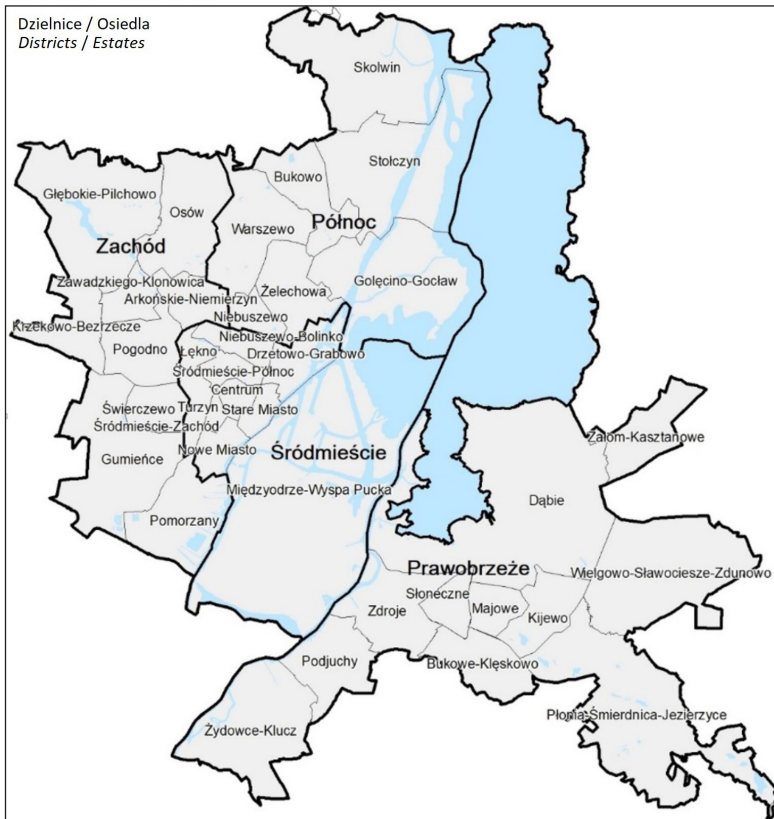 Dzielnice / Osiedla
Districts / Estates
Skolwin
Stołczyn
Bukowo
Głębokie-Pilchowo
Osów
Warszewo
Północ
Zachód
Zawadzkiego-Klonowica
Żelechowa
Golęcino-Gocław
Arkońskie-Niemierzyn
Niebuszewo
Krzekowo-Bezrzecze
Niebuszewo-Bolinko
Pogodno
Łękno
Drzetowo-Grabowo
Śródmieście-Północ
Centrum
Świerczewo
Turzyn
Stare Miasto
Śródmieście-Zachód
Załom-Kasztanowe
Gumieńce
Nowe Miasto
Śródmieście
Międzyodrze-Wyspa Pucka
Dąbie
Pomorzany
Prawobrzeże
Wielgowo-Sławociesze-Zdunowo
Słoneczne
Zdroje
Majowe
Kijewo
Podjuchy
Bukowe-Klęskowo
Płonia-Śmierdnica-Jezierzyce
Żydowce-Klucz